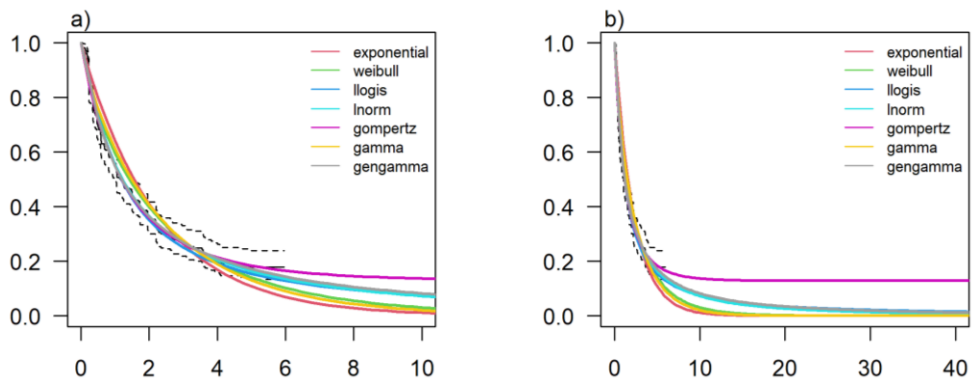 a)
1.0
0.8
0.6
0.4
0.2
0.0
0 2 4 6 8 10
exponential
weibull
llogis
lnorm
gompertz
gamma
gengamma
b)
1.0
0.8
0.6
0.4
0.2
0.0
0 10 20 30 40
exponential
weibull
llogis
lnorm
gompertz
gamma
gengamma